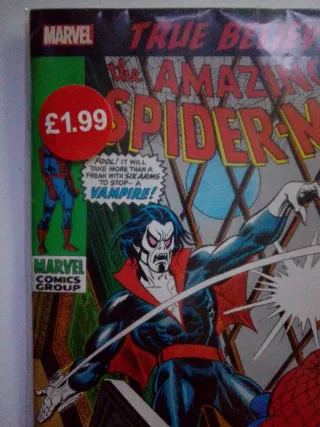 MARVEL
TRUE BELIEV
the AMAZING
SPIDER-M
£1.99
FOOL! IT WILL
TAKE MORE THAN A
FREAK WITH SIX ARMS
TO STOP-- A
VAMPIRE!
MARVEL
COMICS
GROUP